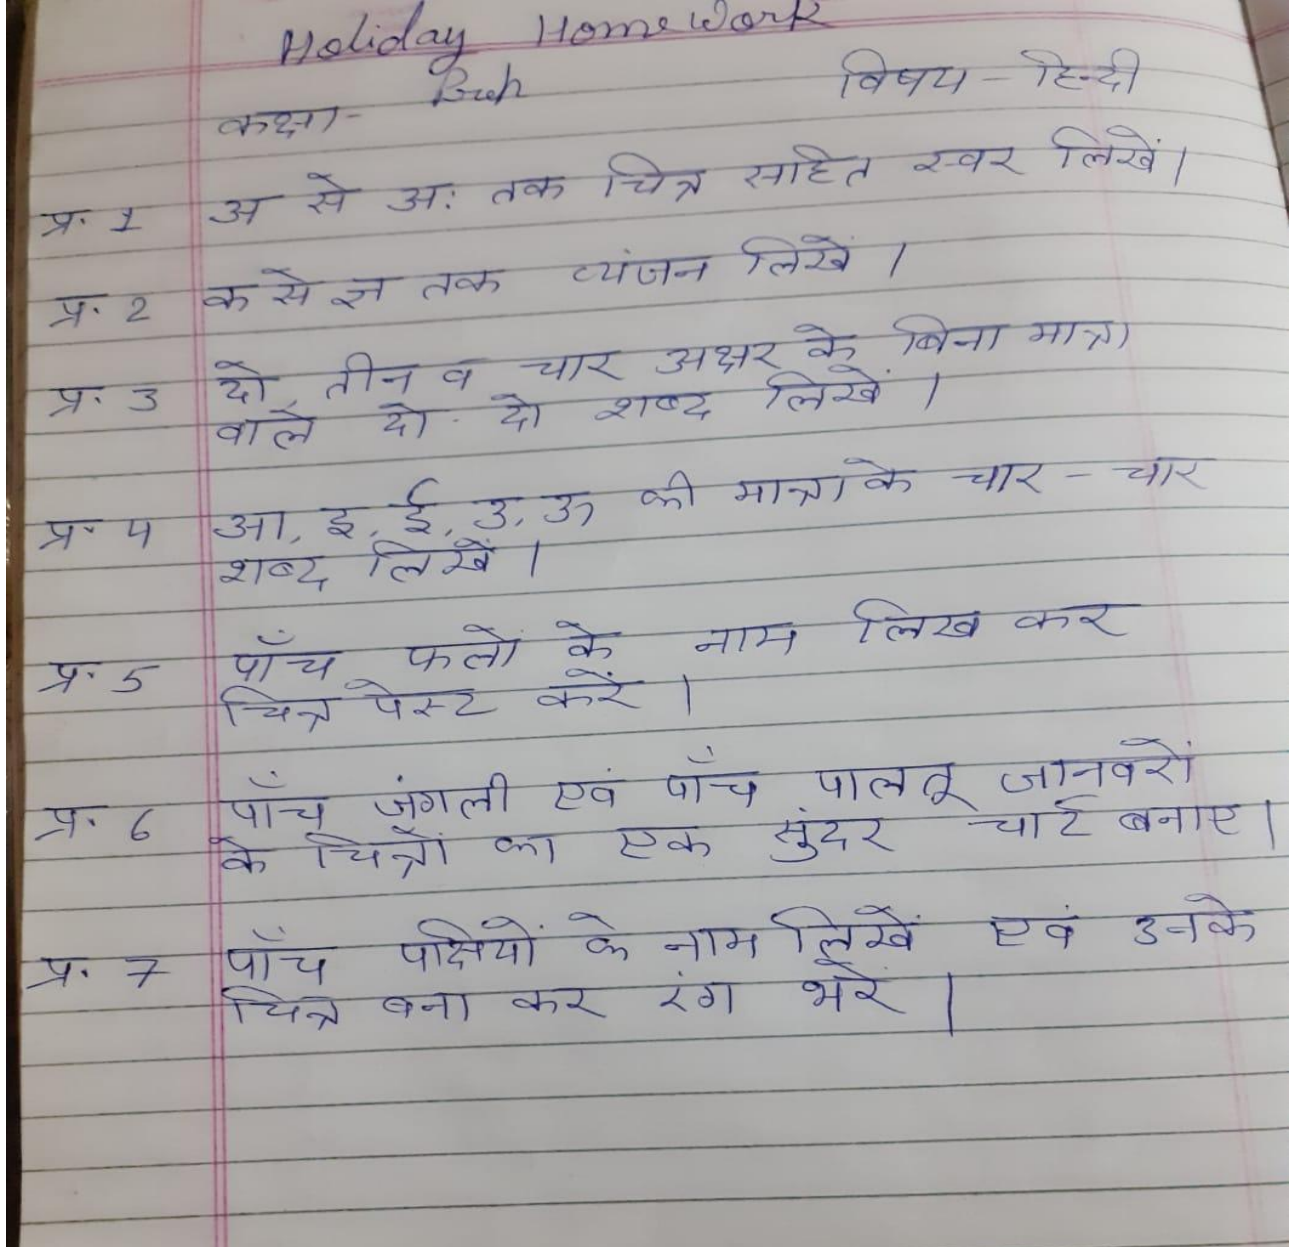 Holiday HomeWork
कक्षा- Prep विषय - हिन्दी
प्र. 1 अ से अः तक चित्र सहित स्वर लिखें।
प्र. 2 क से ज्ञ तक व्यंजन लिखें।
प्र. 3 दो, तीन व चार अक्षर के बिना मात्रा
वाले दो - दो शब्द लिखें।
प्र. 4 आ, इ, ई, उ, ऊ की मात्रा के चार - चार
शब्द लिखें।
प्र. 5 पाँच फलों के नाम लिख कर
चित्र पेस्ट करें।
प्र. 6 पाँच जंगली एवं पाँच पालतू जानवरों
के चित्रों का एक सुंदर चार्ट बनाए।
प्र. 7 पाँच पक्षियों के नाम लिखें एवं उनके
चित्र बना कर रंग भरें।